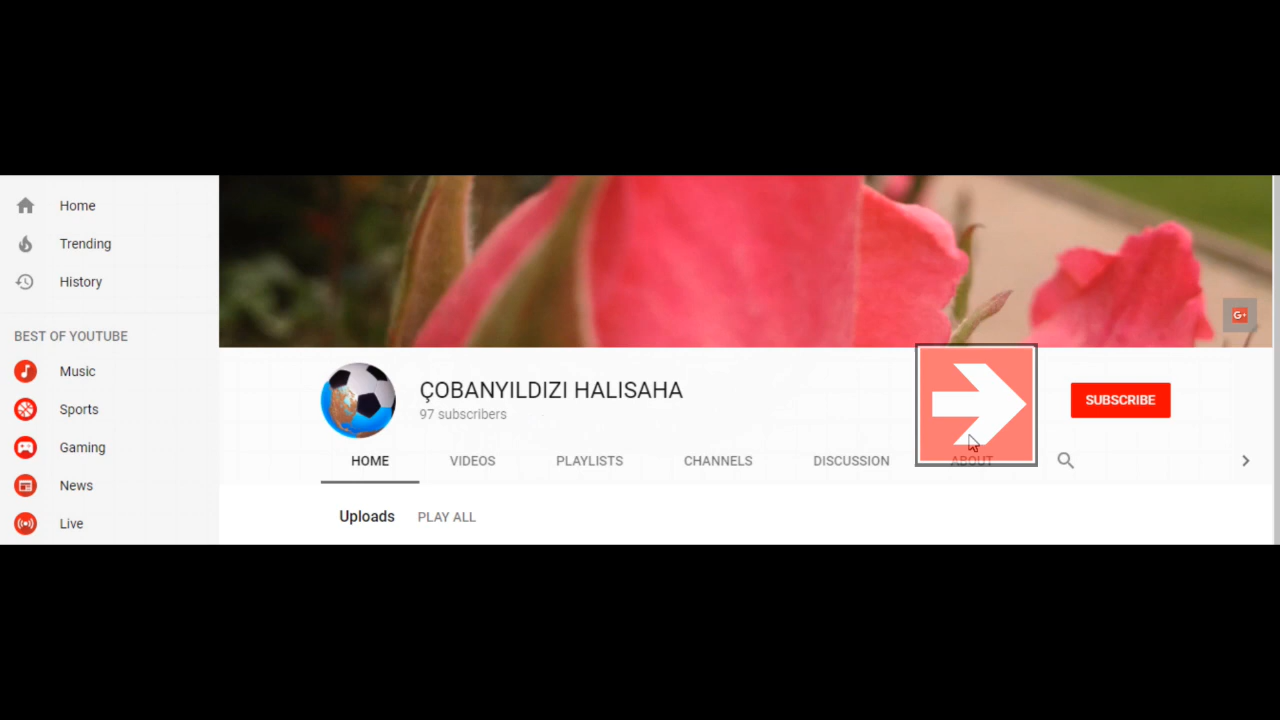 Home
Trending
History
BEST OF YOUTUBE
Music
Sports
Gaming
News
Live
G+
ÇOBANYILDIZI HALISAHA
97 subscribers
SUBSCRIBE
HOME VIDEOS PLAYLISTS CHANNELS DISCUSSION ABOUT
Uploads PLAY ALL